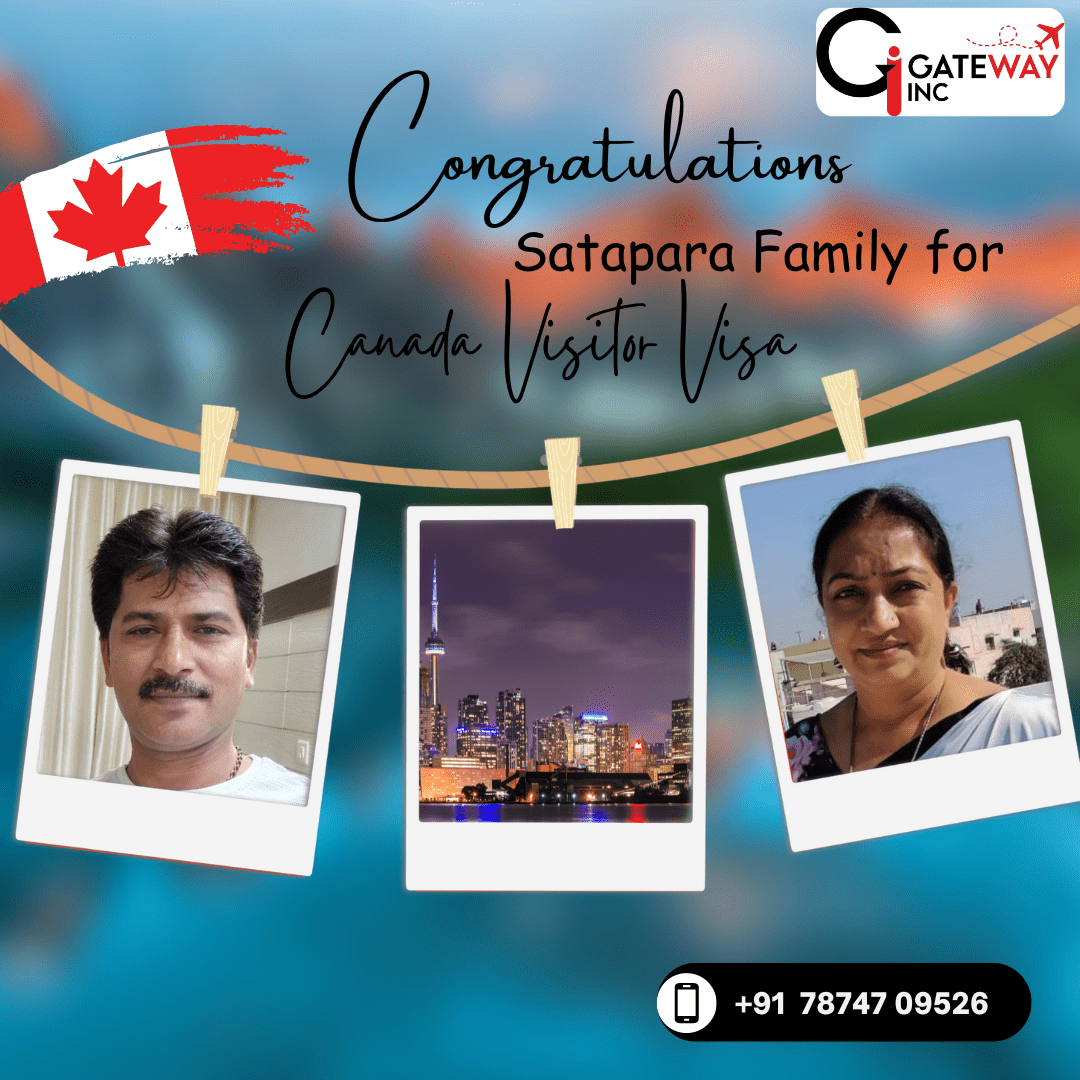 GATEWAY
INC
Congratulations
Satapara Family for
Canada Visitor Visa
+91 78747 09526